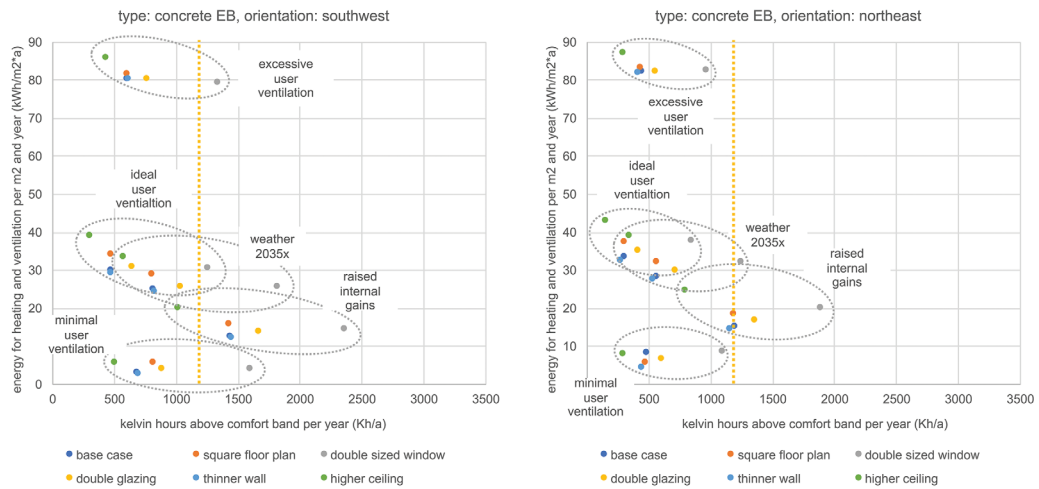 type: concrete EB, orientation: southwest
energy for heating and ventilation per m2 and year (kWh/m2*a)
90
80
70
60
50
40
30
20
10
0
excessive
user
ventilation
ideal
user
ventialtion
weather
2035x
raised
internal
gains
minimal
user
ventilation
0 500 1000 1500 2000 2500 3000 3500
kelvin hours above comfort band per year (Kh/a)
base case square floor plan double sized window
double glazing thinner wall higher ceiling
type: concrete EB, orientation: northeast
energy for heating and ventilation per m2 and year (kWh/m2*a)
90
80
70
60
50
40
30
20
10
0
excessive
user
ventilation
ideal
user
ventialtion
weather
2035x
raised
internal
gains
minimal
user
ventilation
500 1000 1500 2000 2500 3000 3500
kelvin hours above comfort band per year (Kh/a)
base case square floor plan double sized window
double glazing thinner wall higher ceiling